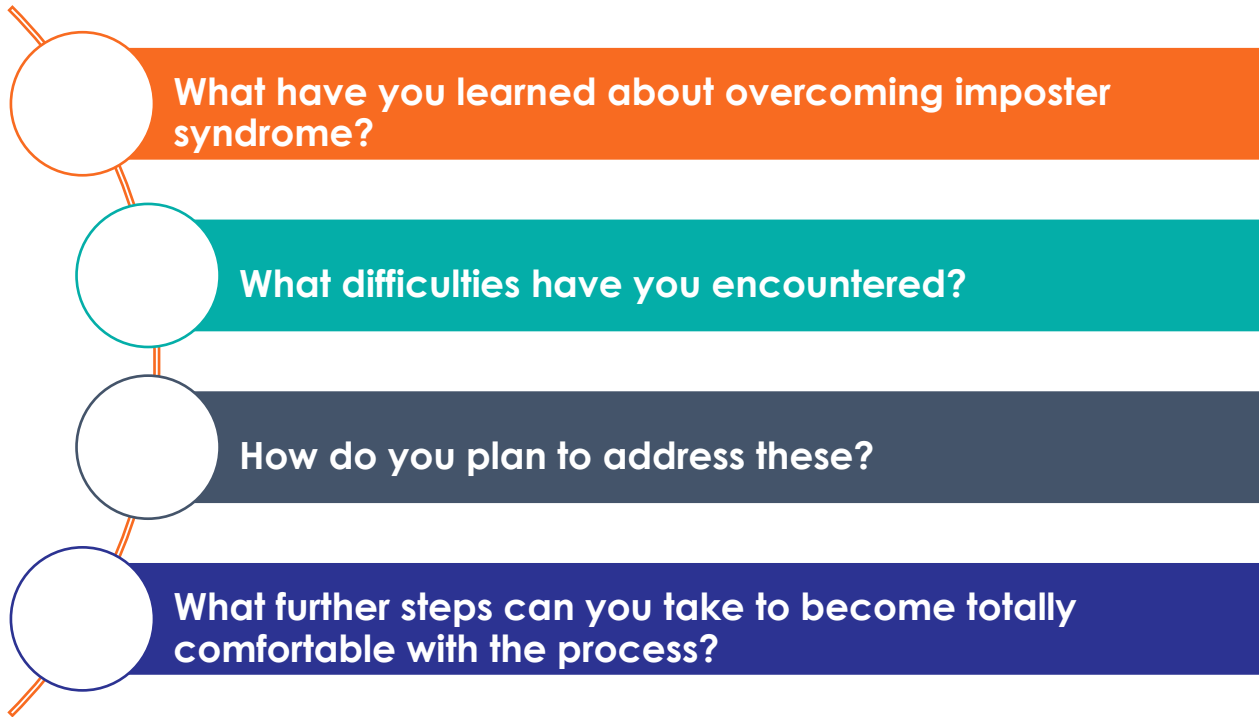 What have you learned about overcoming imposter
syndrome?
What difficulties have you encountered?
How do you plan to address these?
What further steps can you take to become totally
comfortable with the process?